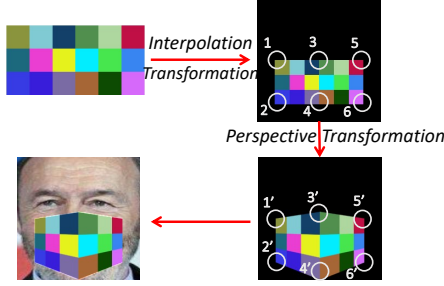 Interpolation
Transformation
1 3 5
2 4 6
Perspective Transformation
1’ 3’ 5’
2’ 4’ 6’